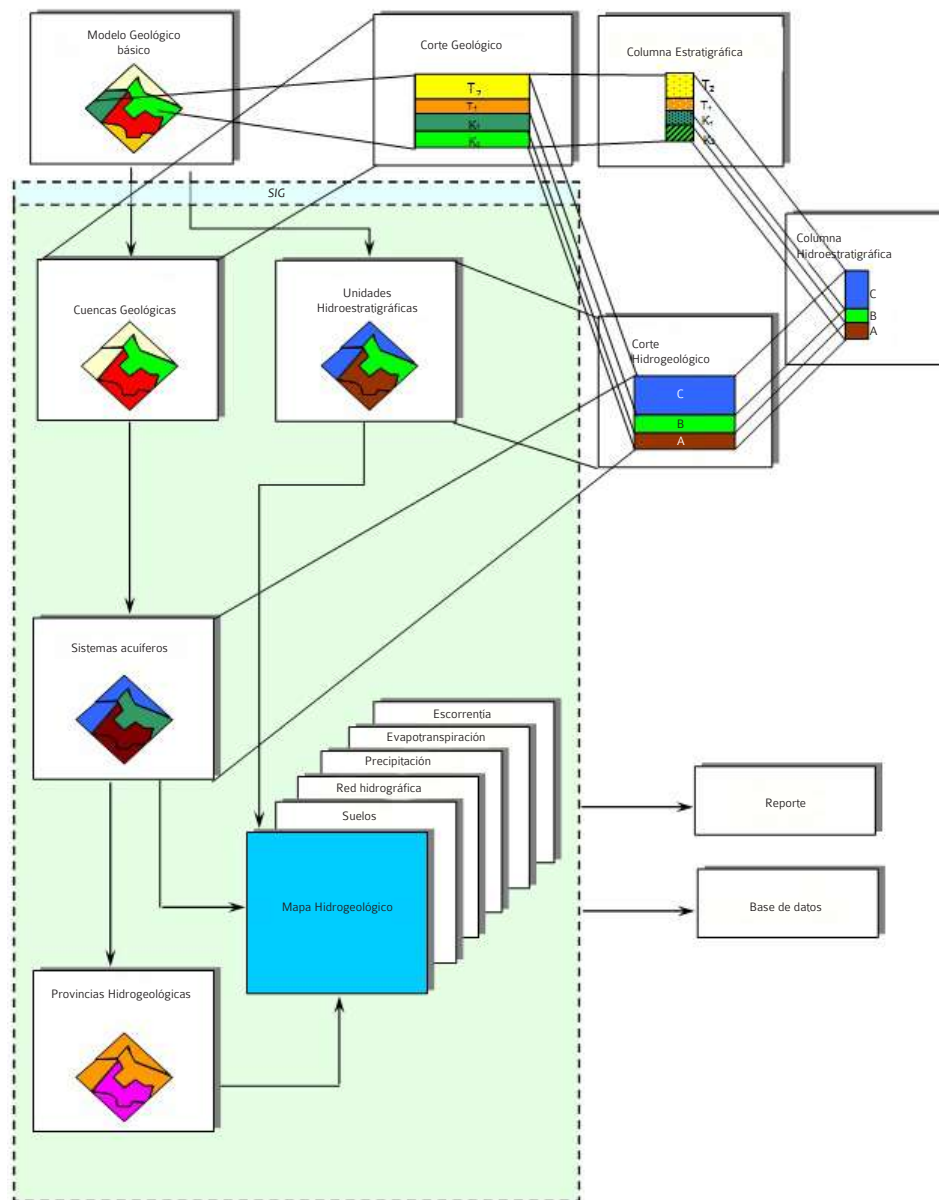 Modelo Geológico
básico
Corte Geológico
T₂
T₁
K₁
K₂
Columna Estratigráfica
T₂
T₁
K₁
SIG
Columna
Hidroestratigráfica
C
B
A
Cuencas Geológicas
Unidades
Hidroestratigráficas
Corte
Hidrogeológico
C
B
A
Sistemas acuíferos
Escorrentia
Evapotranspiración
Precipitación
Red hidrográfica
Suelos
Mapa Hidrogeológico
Reporte
Base de datos
Provincias Hidrogeológicas